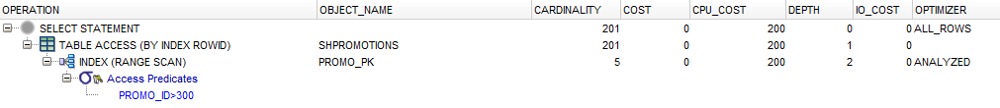 OPERATION OBJECT_NAME CARDINALITY COST CPU_COST DEPTH IO_COST OPTIMIZER
SELECT STATEMENT 201 0 200 0 0 ALL_ROWS
TABLE ACCESS (BY INDEX ROWID) SHPROMOTIONS 201 0 200 1 0
INDEX (RANGE SCAN) PROMO_PK 5 0 200 2 0 ANALYZED
Access Predicates
PROMO_ID>300